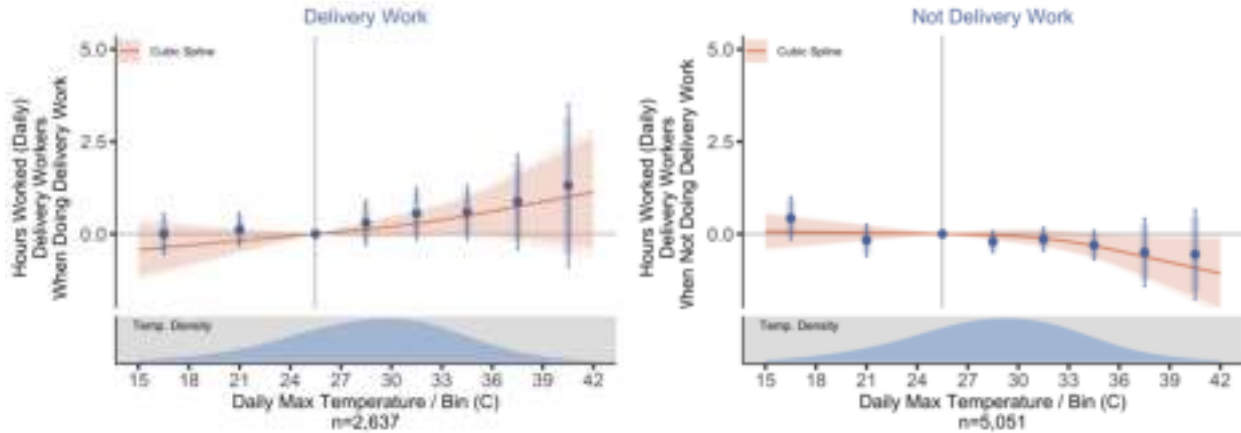 Delivery Work
5.0
2.5
0.0
Hours Worked (Daily)
Delivery Workers
When Doing Delivery Work
Cubic Spline
Temp. Density
15 18 21 24 27 30 33 36 39 42
Daily Max Temperature / Bin (C)
n=2,637
Not Delivery Work
5.0
2.5
0.0
Hours Worked (Daily)
Delivery Workers
Vhen Not Doing Delivery Work
Cubic Spline
Temp. Density
15 18 21 24 27 30 33 36 39 42
Daily Max Temperature / Bin (C)
n=5,051